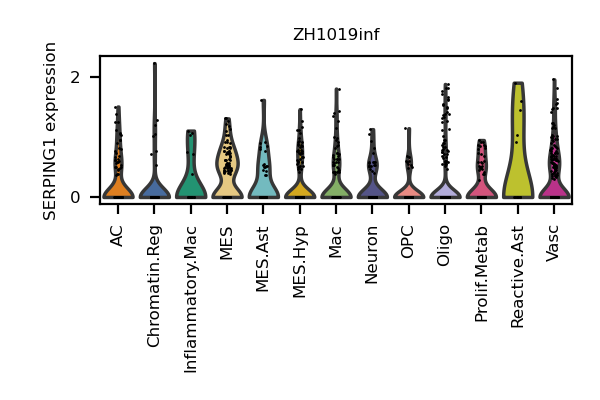 ZH1019inf
SERPING1 expression
2
0
AC
Chromatin.Reg
Inflammatory.Mac
MES
MES.Ast
MES.Hyp
Mac
Neuron
OPC
Oligo
Prolif.Metab
Reactive.Ast
Vasc